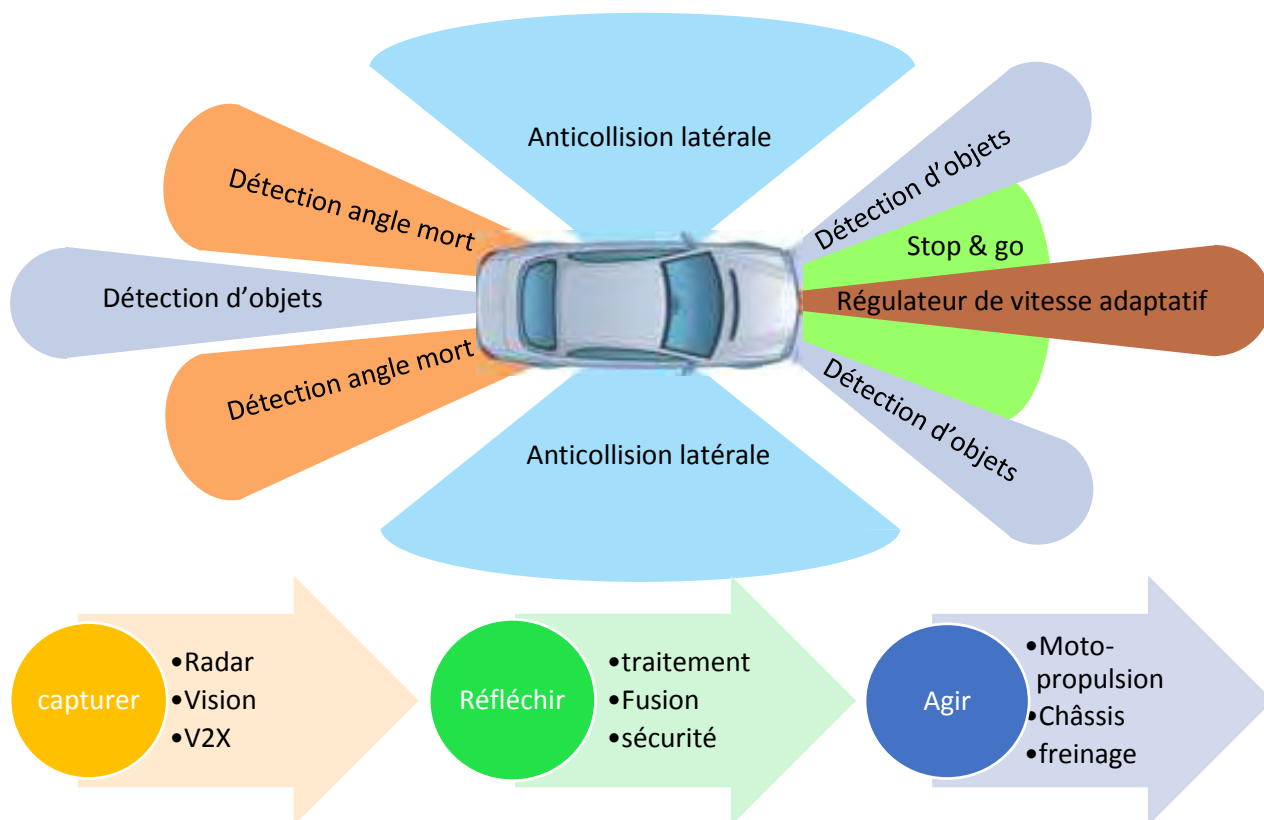 Anticollision latérale
Détection d'objets
Détection angle mort
Stop & go
Détection d'objets
Régulateur de vitesse adaptatif
Détection angle mort
Détection d'objets
Anticollision latérale
capturer
•Radar
•Vision
•V2X
Réfléchir
•traitement
•Fusion
•sécurité
Agir
•Moto-
propulsion
•Châssis
•freinage